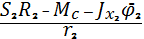 S₂R₂ − M_C − J_{x₂}φ̈₂
r₂